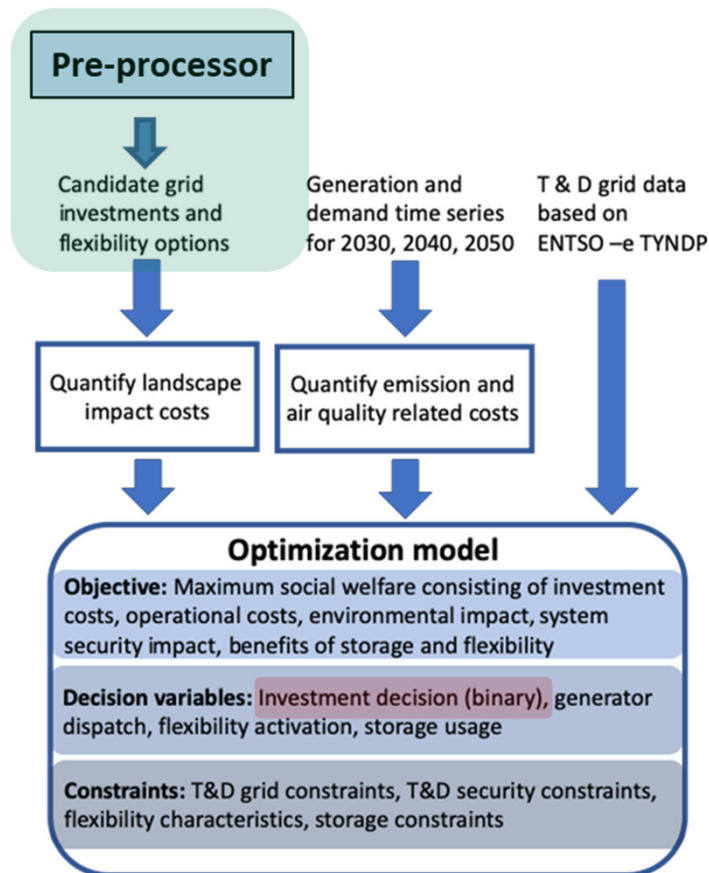 Pre-processor
Candidate grid
investments and
flexibility options
Generation and
demand time series
for 2030, 2040, 2050
T & D grid data
based on
ENTSO –e TYNDP
Quantify landscape
impact costs
Quantify emission and
air quality related costs
Optimization model
Objective: Maximum social welfare consisting of investment
costs, operational costs, environmental impact, system
security impact, benefits of storage and flexibility
Decision variables: Investment decision (binary), generator
dispatch, flexibility activation, storage usage
Constraints: T&D grid constraints, T&D security constraints,
flexibility characteristics, storage constraints